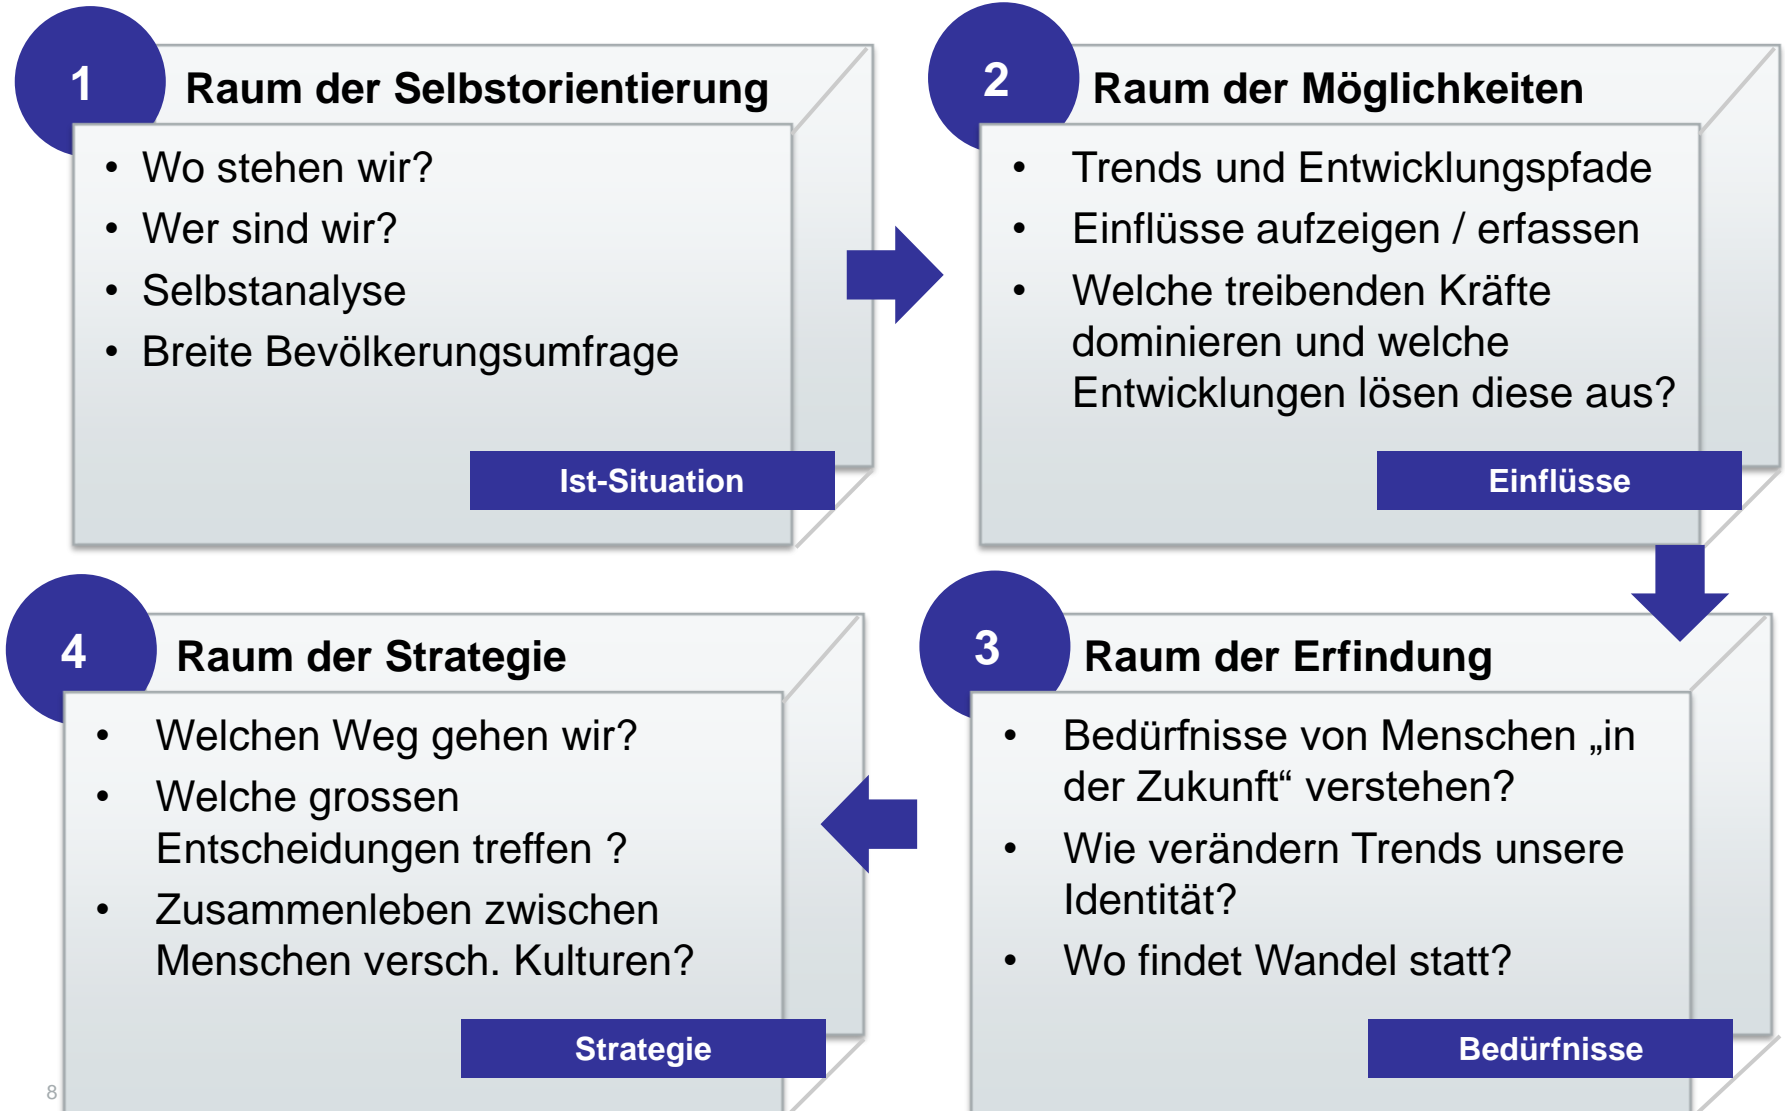 1
Raum der Selbstorientierung
• Wo stehen wir?
• Wer sind wir?
• Selbstanalyse
• Breite Bevölkerungsumfrage
Ist-Situation
2
Raum der Möglichkeiten
• Trends und Entwicklungspfade
• Einflüsse aufzeigen / erfassen
• Welche treibenden Kräfte
dominieren und welche
Entwicklungen lösen diese aus?
Einflüsse
3
Raum der Erfindung
• Bedürfnisse von Menschen „in
der Zukunft“ verstehen?
• Wie verändern Trends unsere
Identität?
• Wo findet Wandel statt?
Bedürfnisse
4
Raum der Strategie
• Welchen Weg gehen wir?
• Welche grossen
Entscheidungen treffen ?
• Zusammenleben zwischen
Menschen versch. Kulturen?
Strategie
8